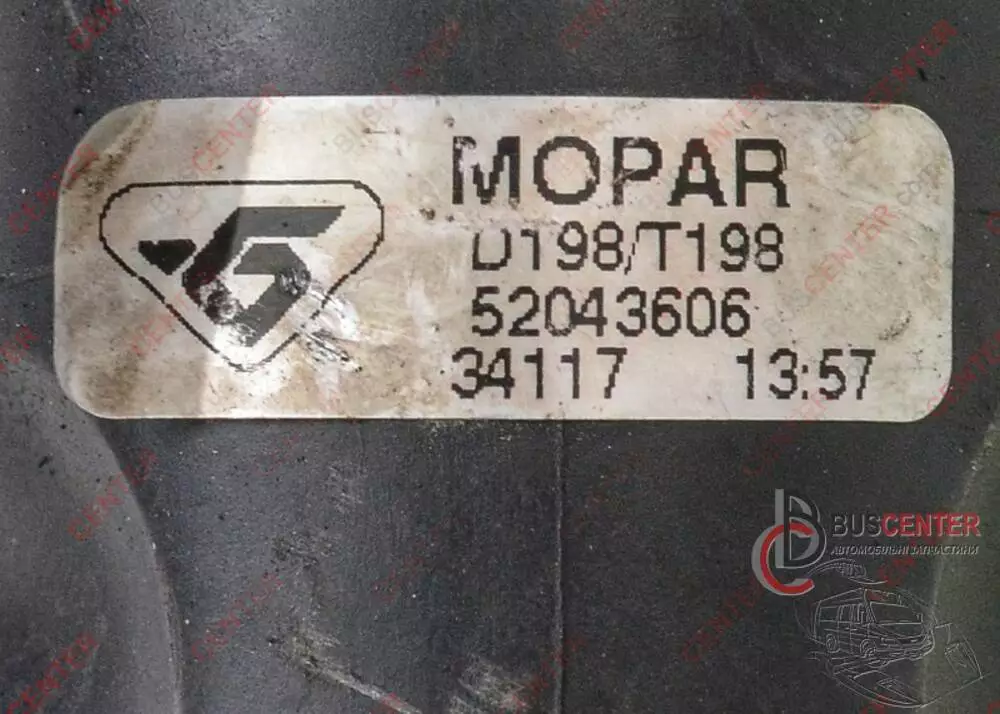 MOPAR
D198/T198
52043606
34117 13:57
BUSCENTER
АВТОМОБІЛЬНІ ЗАПЧАСТИНИ